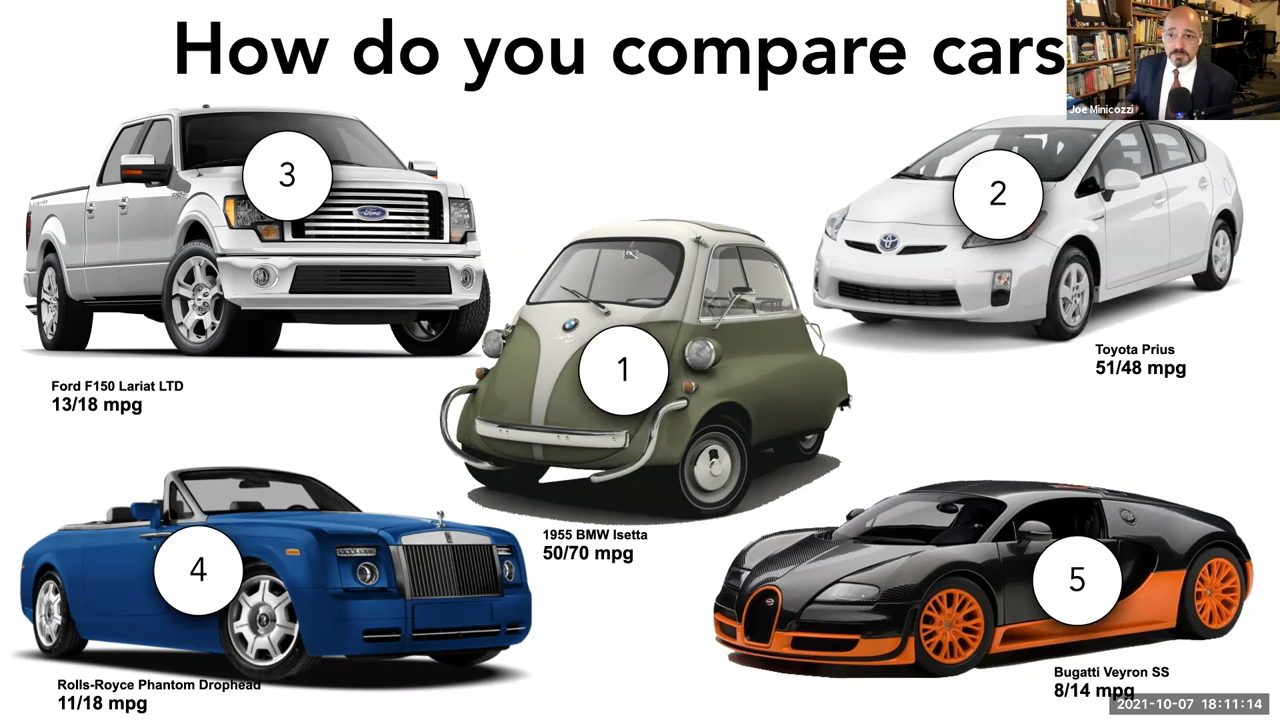 How do you compare cars
Joe Minicozzi
3
2
Ford
1
Toyota Prius
51/48 mpg
Ford F150 Lariat LTD
13/18 mpg
1955 BMW Isetta
50/70 mpg
4
5
Rolls-Royce Phantom Drophead
11/18 mpg
Bugatti Veyron SS
8/14 mpg
2021-10-07 18:11:14